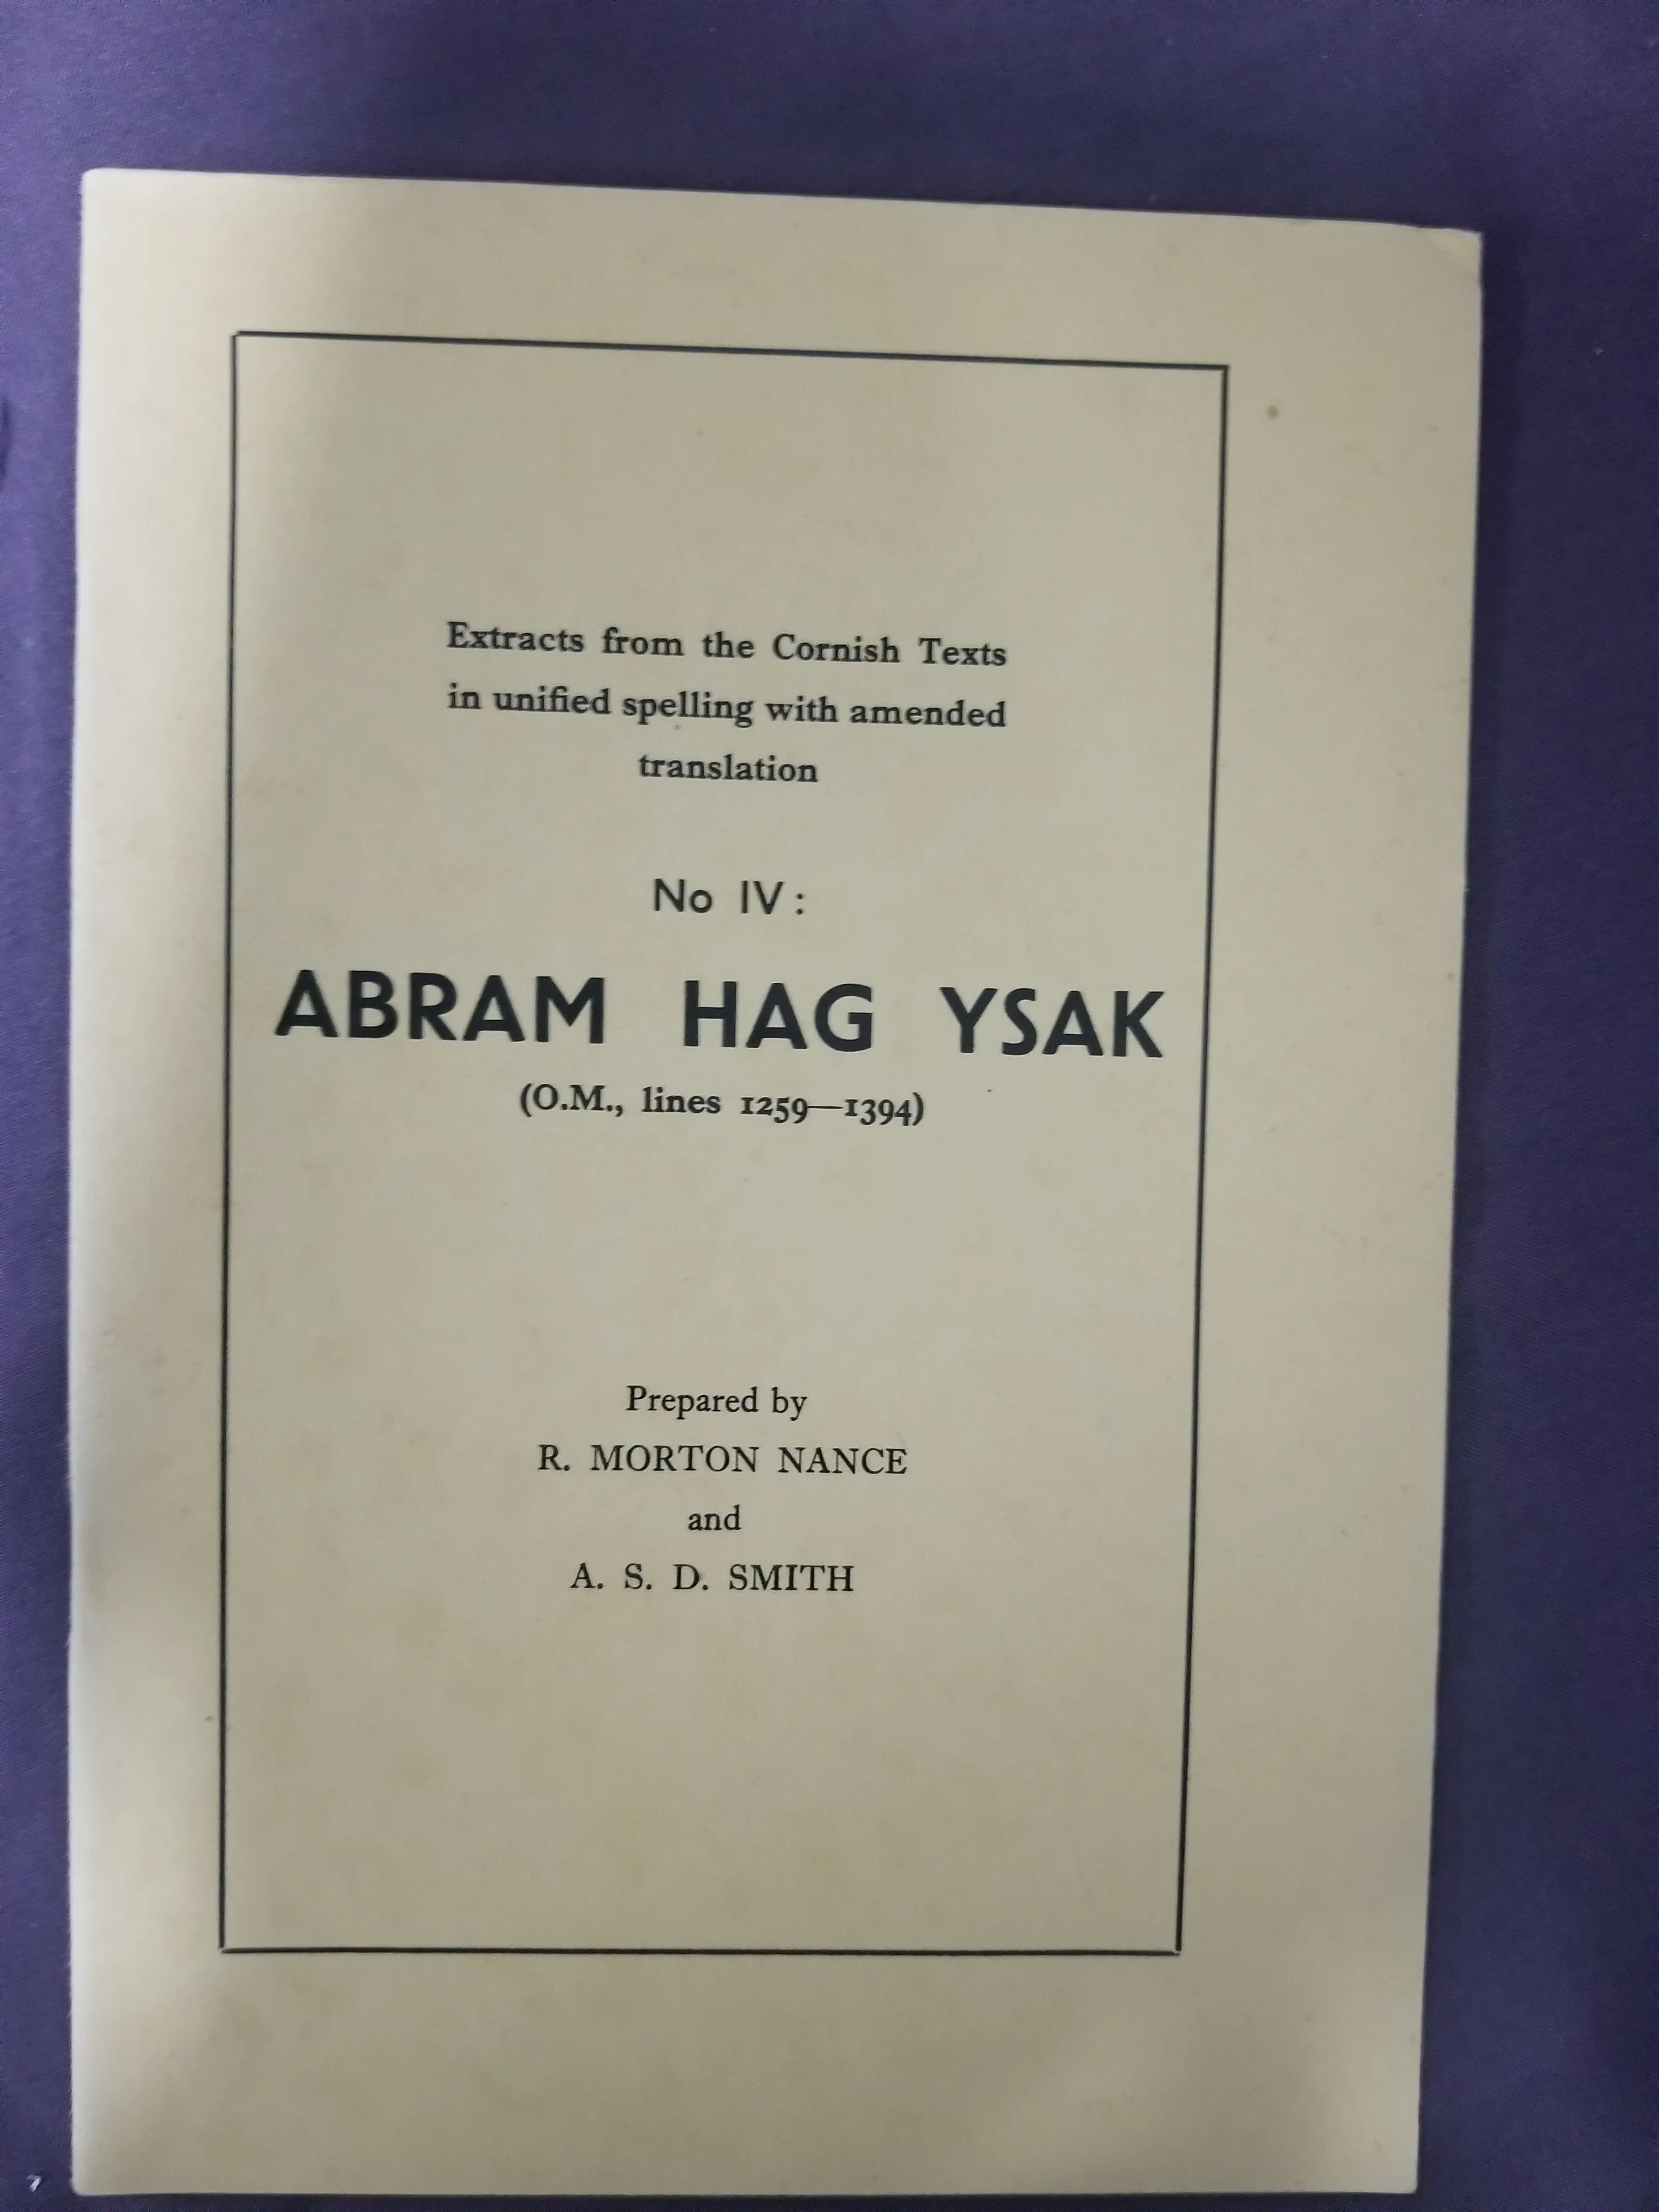 Extracts from the Cornish Texts
in unified spelling with amended
translation
No IV:
ABRAM HAG YSAK
(O.M., lines 1259—1394)
Prepared by
R. MORTON NANCE
and
A. S. D. SMITH